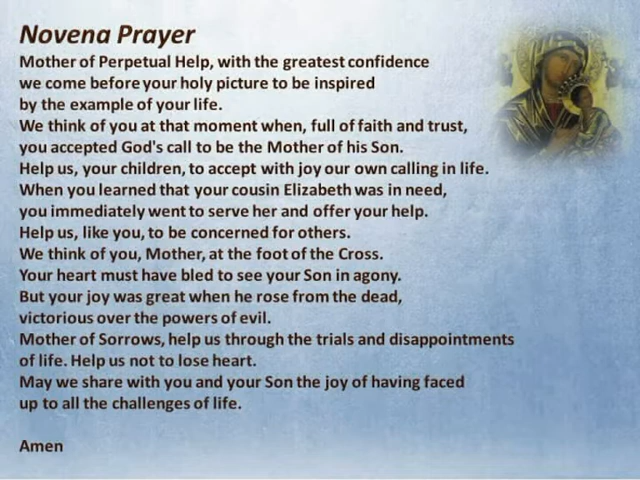 Novena Prayer
Mother of Perpetual Help, with the greatest confidence
we come before your holy picture to be inspired
by the example of your life.
We think of you at that moment when, full of faith and trust,
you accepted God's call to be the Mother of his Son.
Help us, your children, to accept with joy our own calling in life.
When you learned that your cousin Elizabeth was in need,
you immediately went to serve her and offer your help.
Help us, like you, to be concerned for others.
We think of you, Mother, at the foot of the Cross.
Your heart must have bled to see your Son in agony.
But your joy was great when he rose from the dead,
victorious over the powers of evil.
Mother of Sorrows, help us through the trials and disappointments
of life. Help us not to lose heart.
May we share with you and your Son the joy of having faced
up to all the challenges of life.
Amen